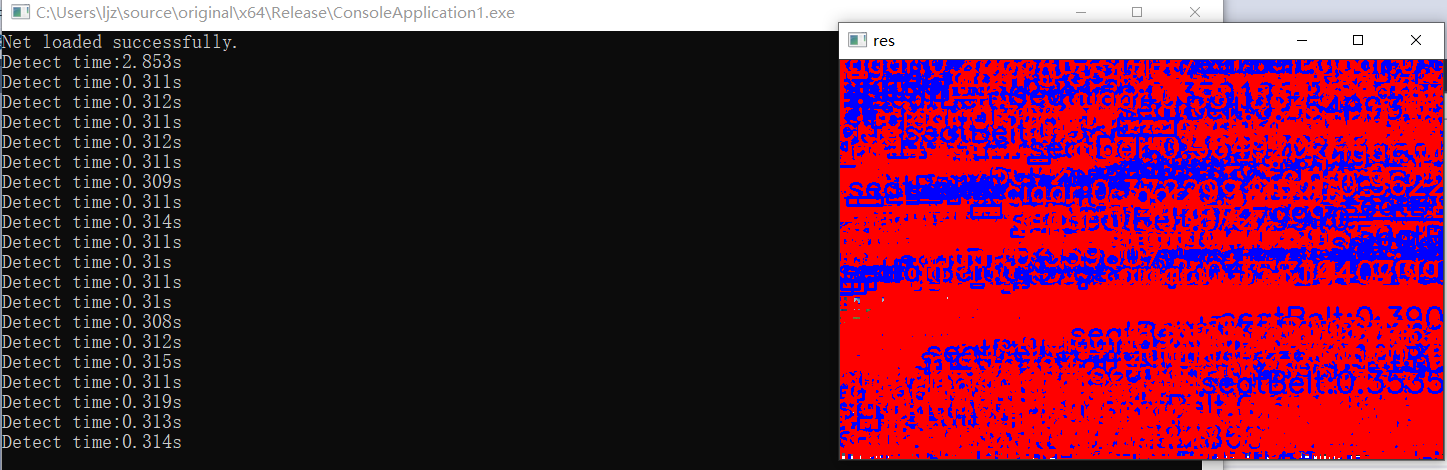 C:\Users\ljz\source\original\x64\Release\ConsoleApplication1.exe
Net loaded successfully.
Detect time:2.853s
Detect time:0.311s
Detect time:0.312s
Detect time:0.311s
Detect time:0.312s
Detect time:0.311s
Detect time:0.309s
Detect time:0.311s
Detect time:0.314s
Detect time:0.311s
Detect time:0.31s
Detect time:0.311s
Detect time:0.31s
Detect time:0.308s
Detect time:0.312s
Detect time:0.315s
Detect time:0.311s
Detect time:0.319s
Detect time:0.313s
Detect time:0.314s
res
seatBelt:0.390
seatBelt:0.3535